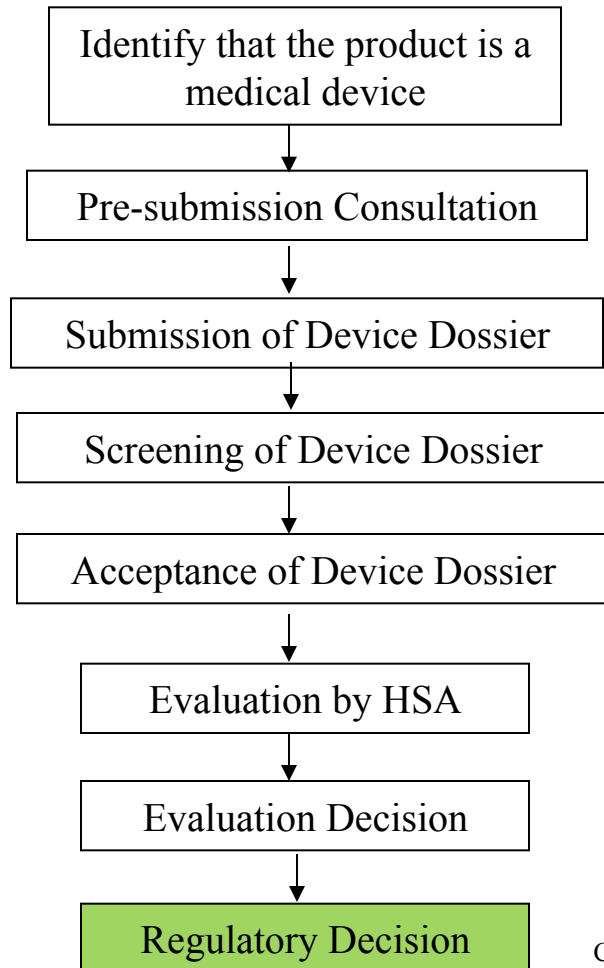 Identify that the product is a
medical device
Pre-submission Consultation
Submission of Device Dossier
Screening of Device Dossier
Acceptance of Device Dossier
Evaluation by HSA
Evaluation Decision
Regulatory Decision